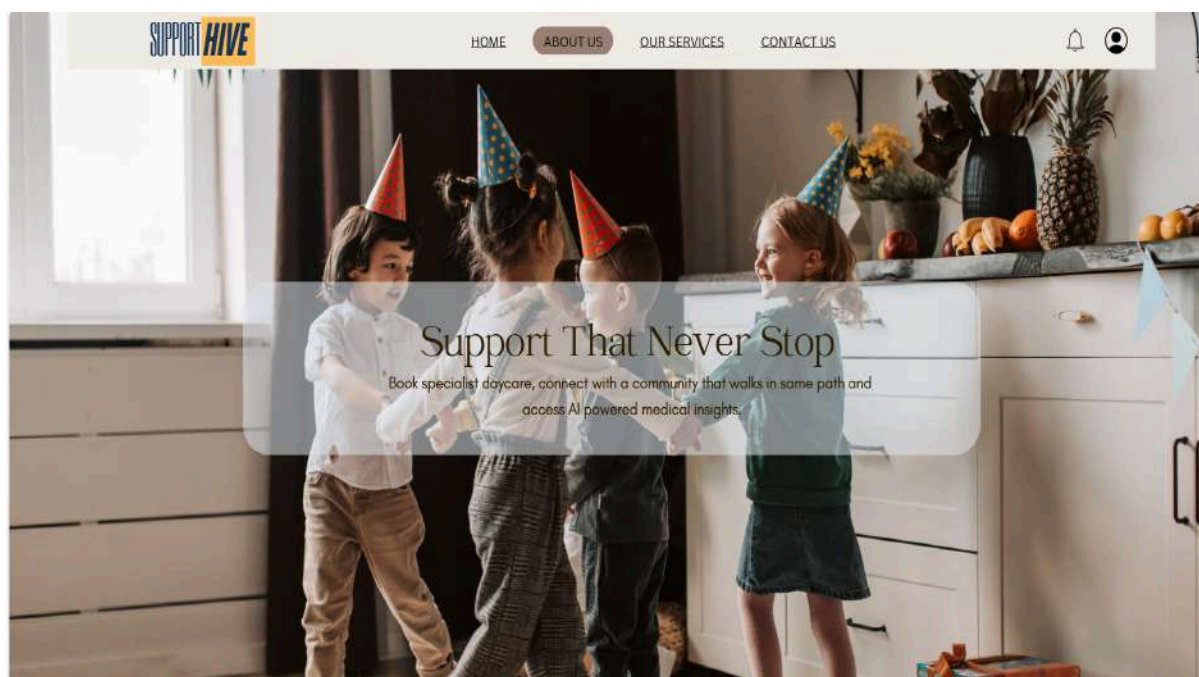 SUPPORT HIVE
HOME
ABOUT US
OUR SERVICES
CONTACT US
Support That Never Stop
Book specialist daycare, connect with a community that walks in same path and
access AI powered medical insights.